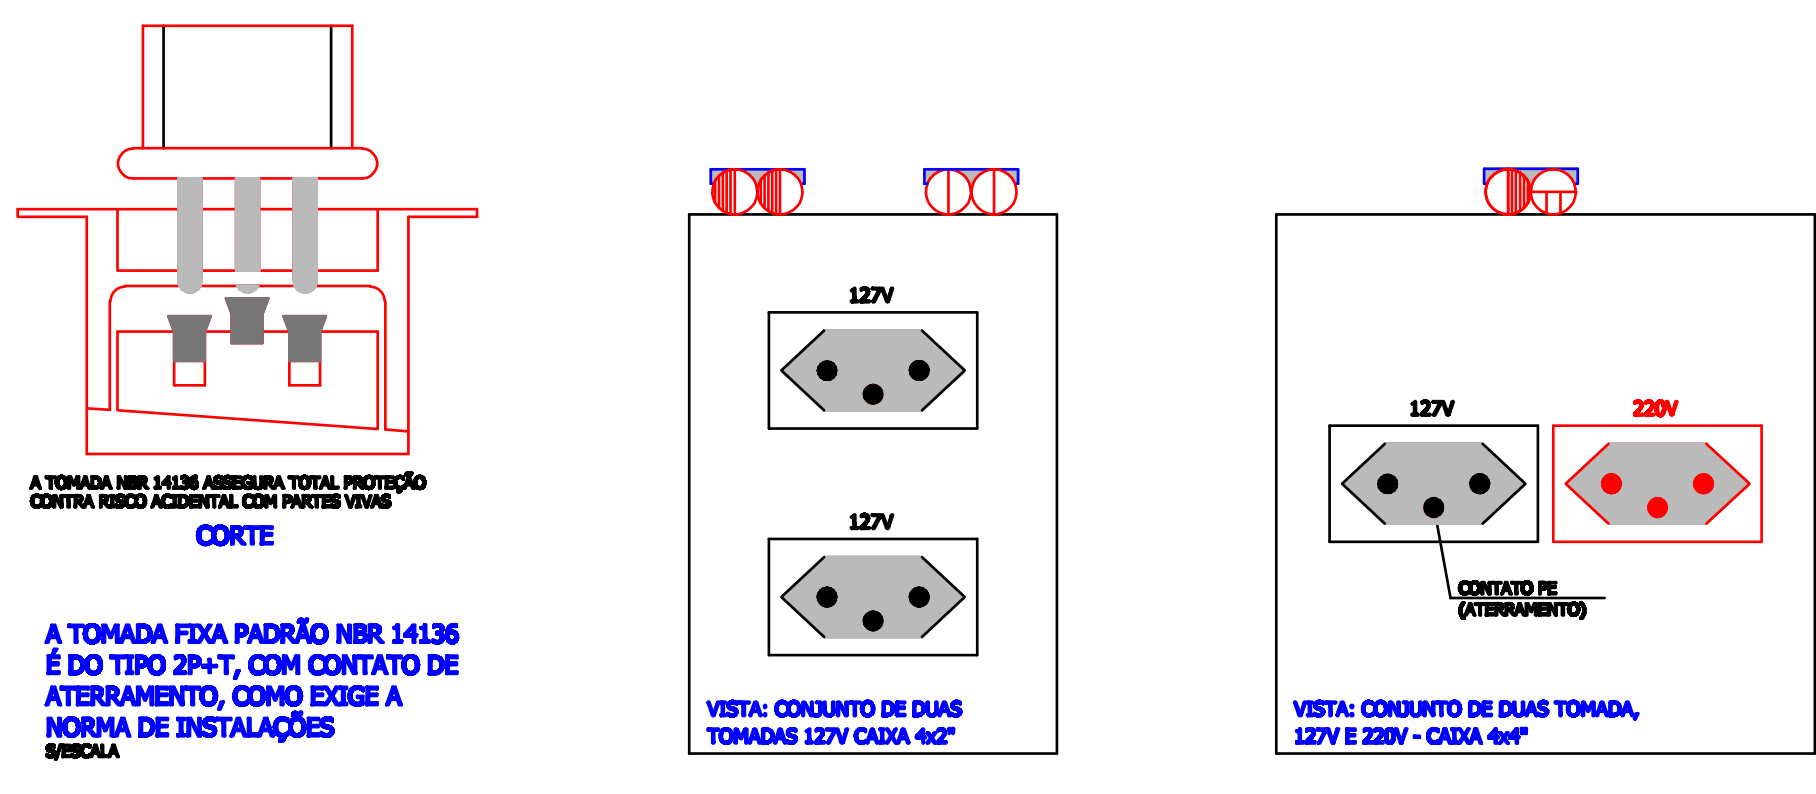 A TOMADA NBR 14136 ASSEGURA TOTAL PROTEÇÃO
CONTRA RISCO ACIDENTAL COM PARTES VIVAS
CORTE
A TOMADA FIXA PADRÃO NBR 14136
É DO TIPO 2P+T, COM CONTATO DE
ATERRAMENTO, COMO EXIGE A
NORMA DE INSTALAÇÕES
S/ESCALA
127V
127V
VISTA: CONJUNTO DE DUAS
TOMADAS 127V CAIXA 4x2"
127V
220V
CONTATO PE
(ATERRAMENTO)
VISTA: CONJUNTO DE DUAS TOMADA,
127V E 220V - CAIXA 4x4"